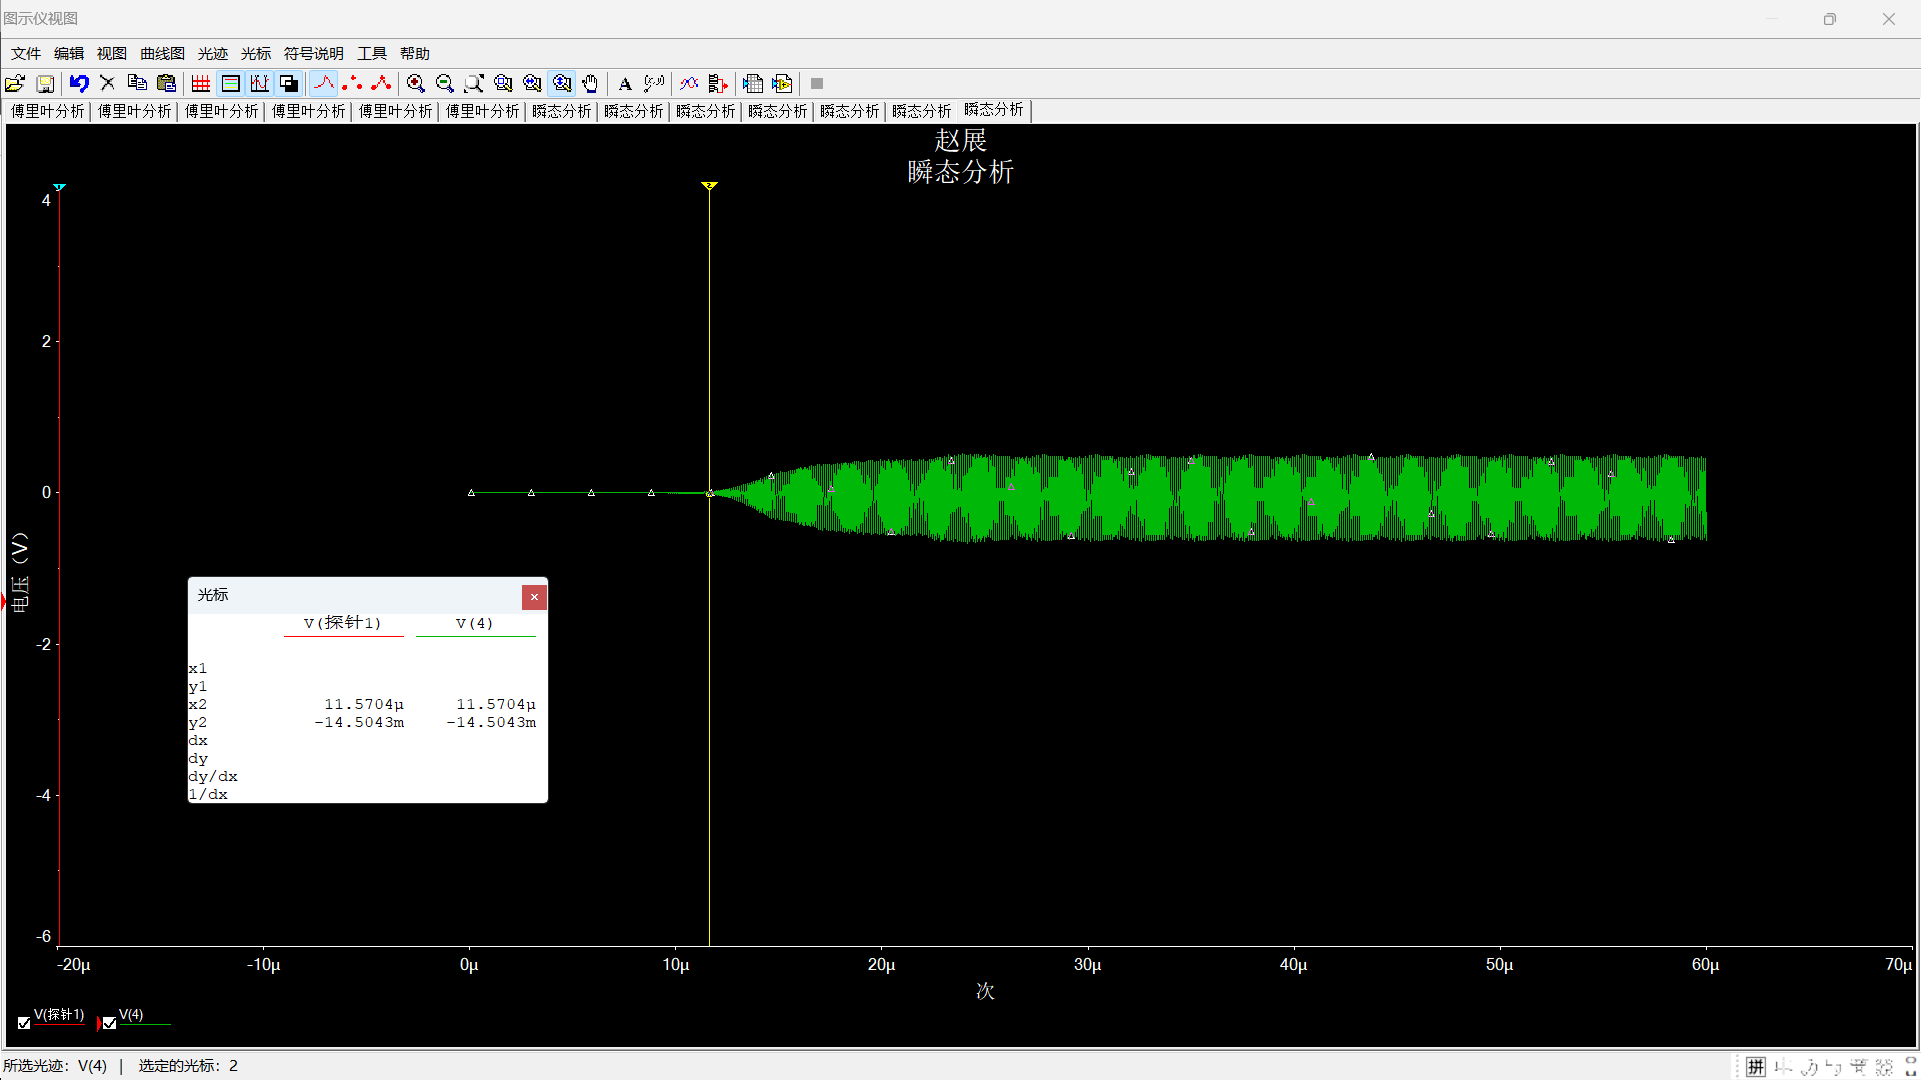 图示仪视图
文件 编辑 视图 曲线图 光迹 光标 符号说明 工具 帮助
傅里叶分析 傅里叶分析 傅里叶分析 傅里叶分析 傅里叶分析 傅里叶分析 瞬态分析 瞬态分析 瞬态分析 瞬态分析 瞬态分析 瞬态分析 瞬态分析
赵展
瞬态分析
4
2
0
-2
-4
-6
电压 (V)
2
光标
V(探针1) V(4)
x1
y1
x2 11.5704μ 11.5704μ
y2 -14.5043m -14.5043m
dx
dy
dy/dx
1/dx
-20μ -10μ 0μ 10μ 20μ 30μ 40μ 50μ 60μ 70μ
次
V(探针1) V(4)
所选光迹: V(4) | 选定的光标: 2
拼